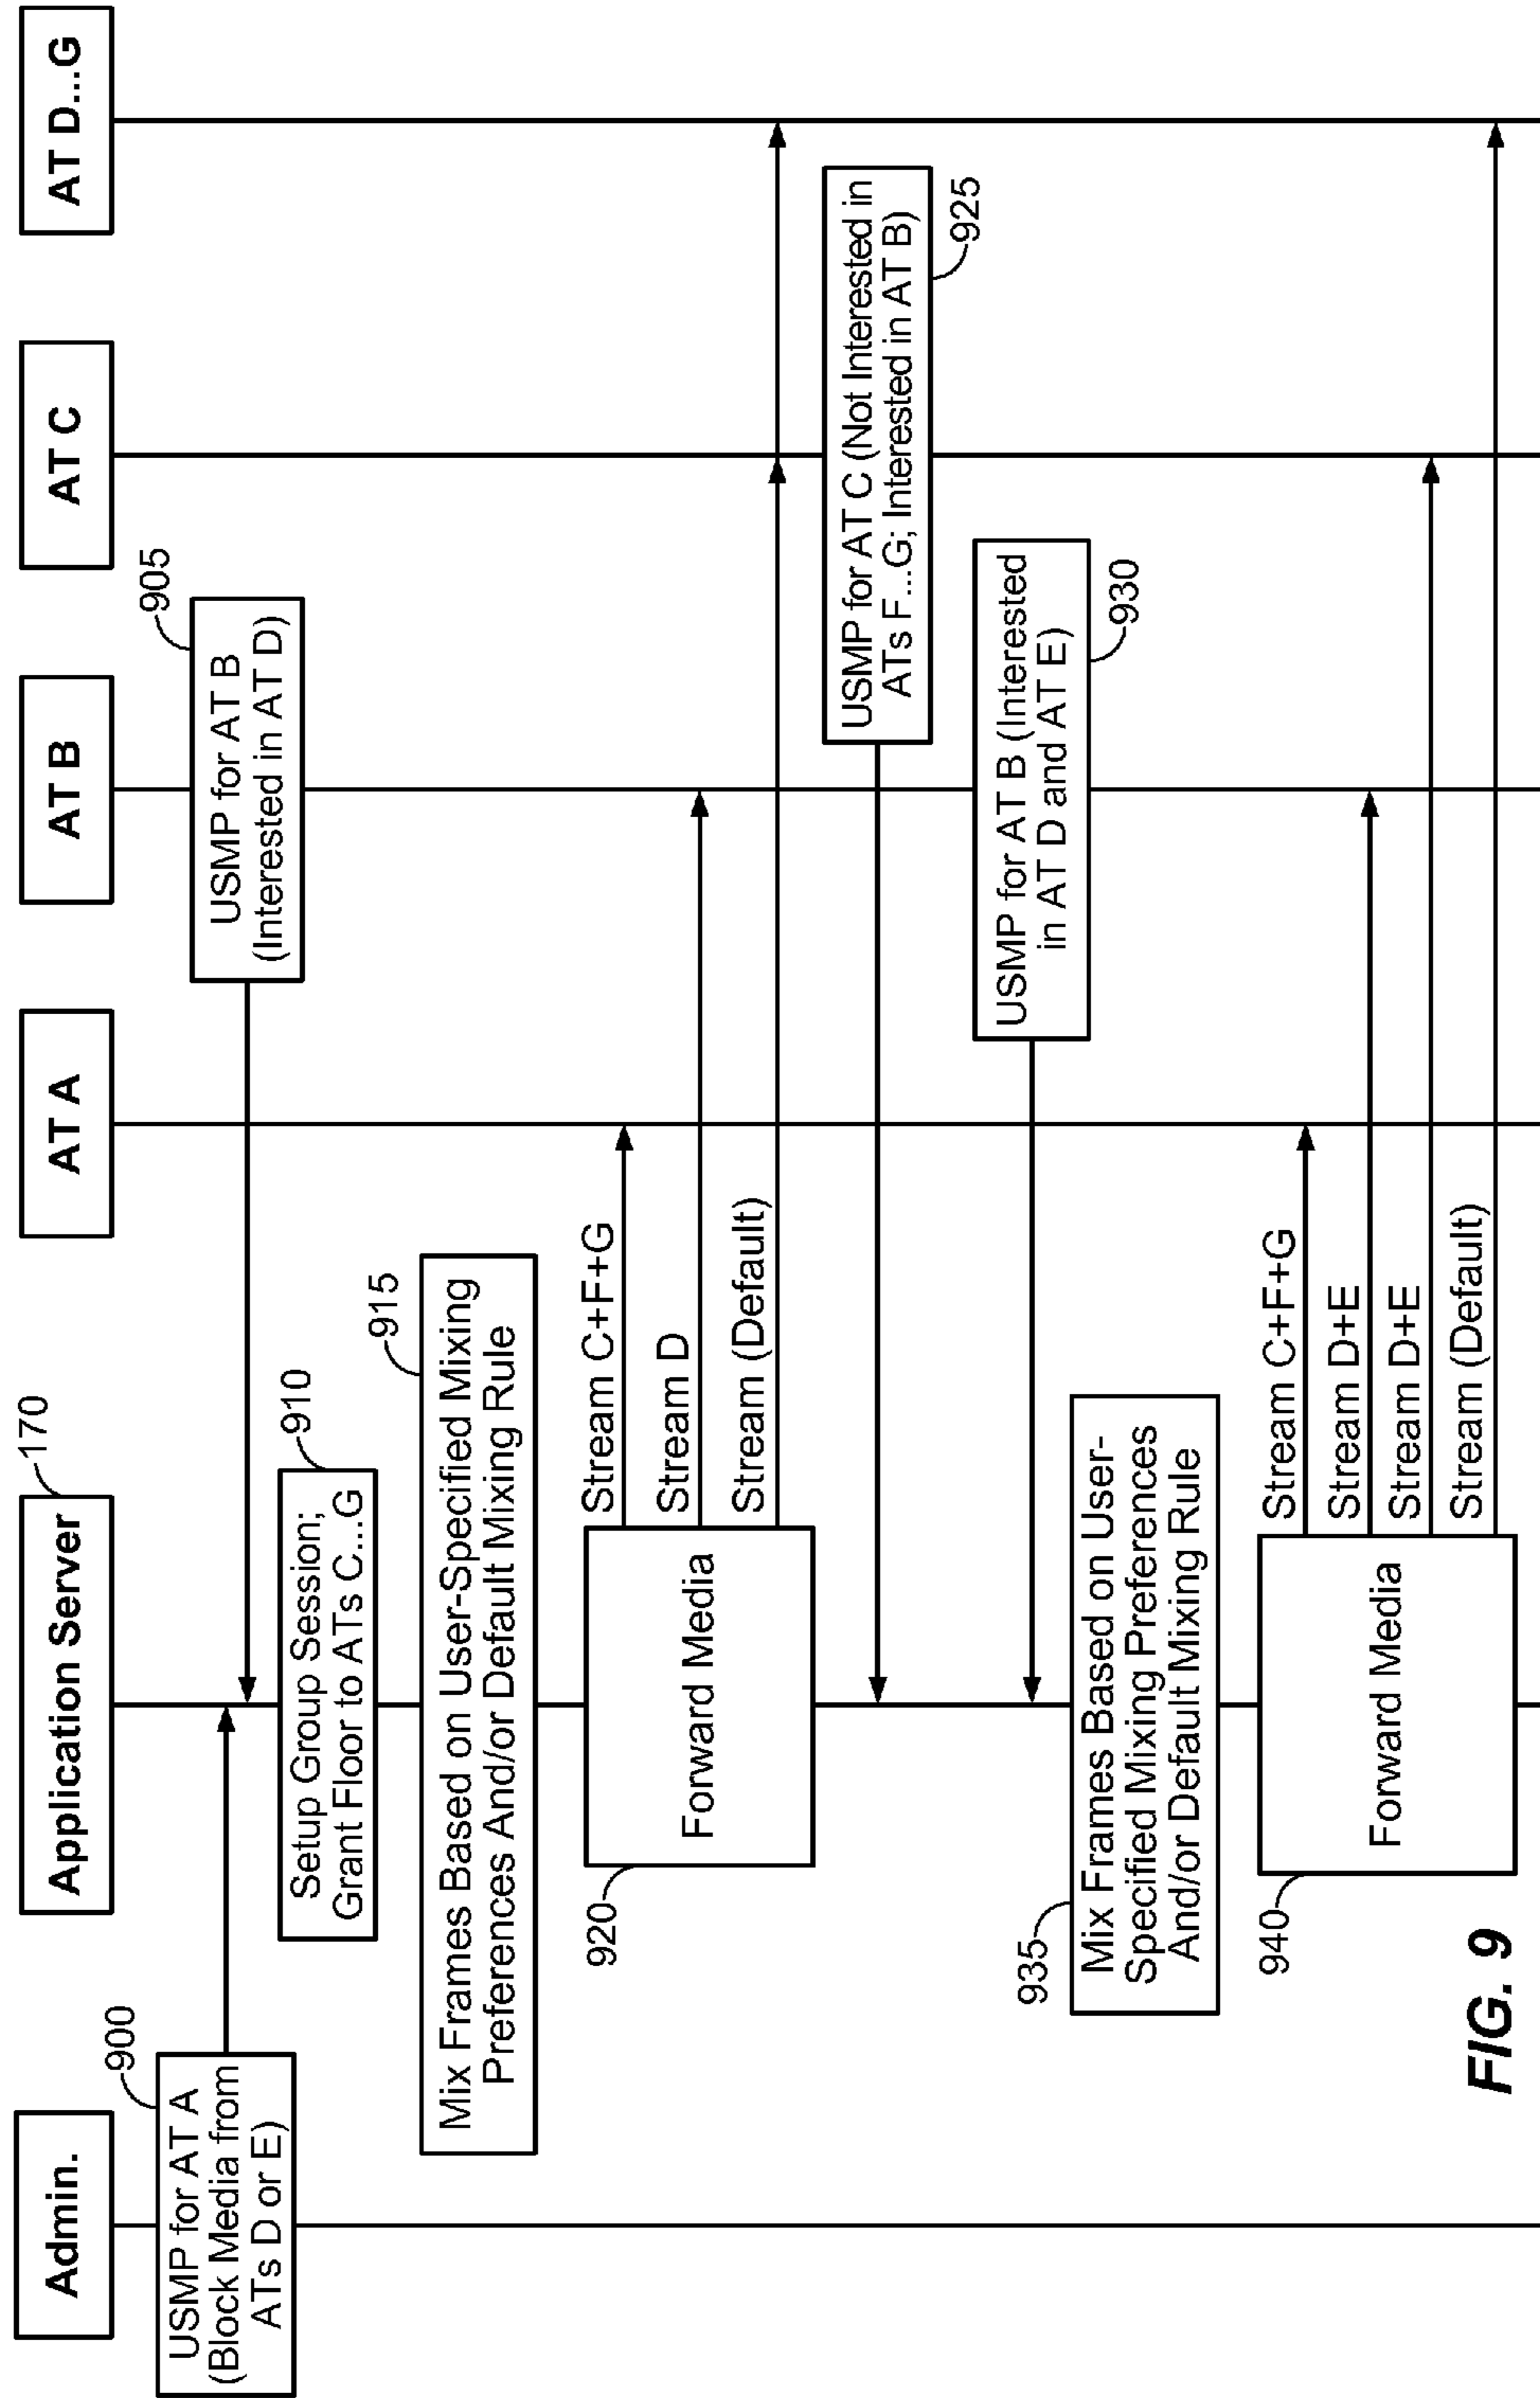 Admin.
Application Server
170
AT A
AT B
AT C
AT D...G
900
USMP for AT A
(Block Media from
ATs D or E)
905
USMP for AT B
(Interested in AT D)
910
Setup Group Session;
Grant Floor to ATs C...G
915
Mix Frames Based on User-Specified Mixing
Preferences And/or Default Mixing Rule
920
Forward Media
Stream C+F+G
Stream D
Stream (Default)
USMP for AT C (Not Interested in
ATs F...G; Interested in AT B)
925
USMP for AT B (Interested
in AT D and AT E)
930
935
Mix Frames Based on User-
Specified Mixing Preferences
And/or Default Mixing Rule
940
Forward Media
Stream C+F+G
Stream D+E
Stream D+E
Stream (Default)
FIG. 9